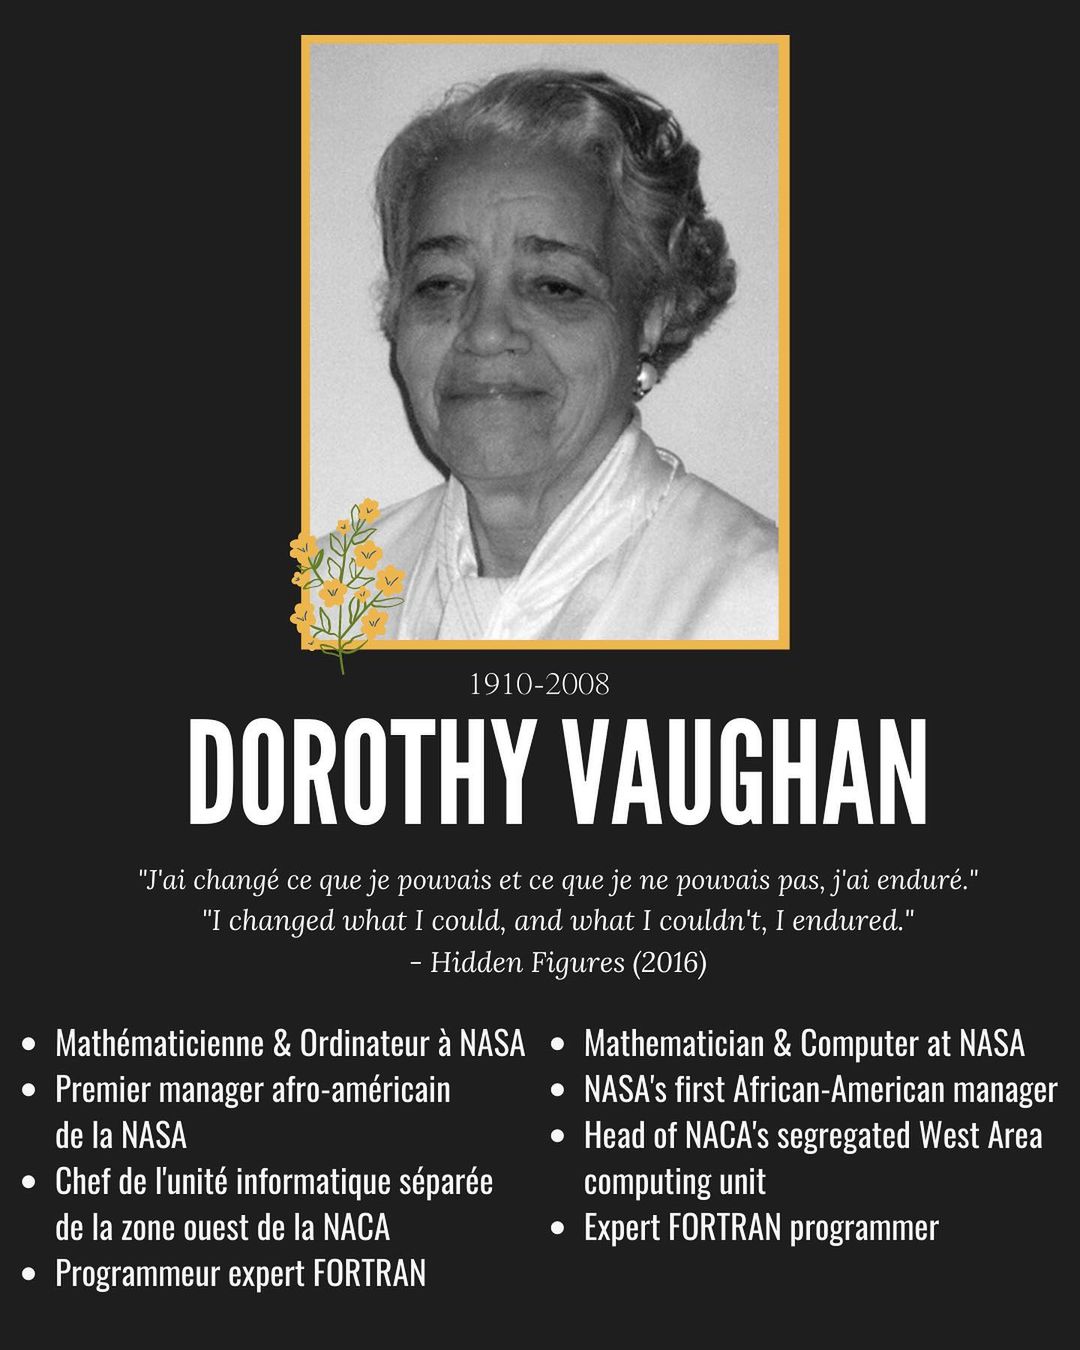 1910-2008
DOROTHY VAUGHAN
"J'ai changé ce que je pouvais et ce que je ne pouvais pas, j'ai enduré."
"I changed what I could, and what I couldn't, I endured."
- Hidden Figures (2016)
• Mathématicienne & Ordinateur à NASA
• Premier manager afro-américain
de la NASA
• Chef de l'unité informatique séparée
de la zone ouest de la NACA
• Programmeur expert FORTRAN
• Mathematician & Computer at NASA
• NASA's first African-American manager
• Head of NACA's segregated West Area
computing unit
• Expert FORTRAN programmer